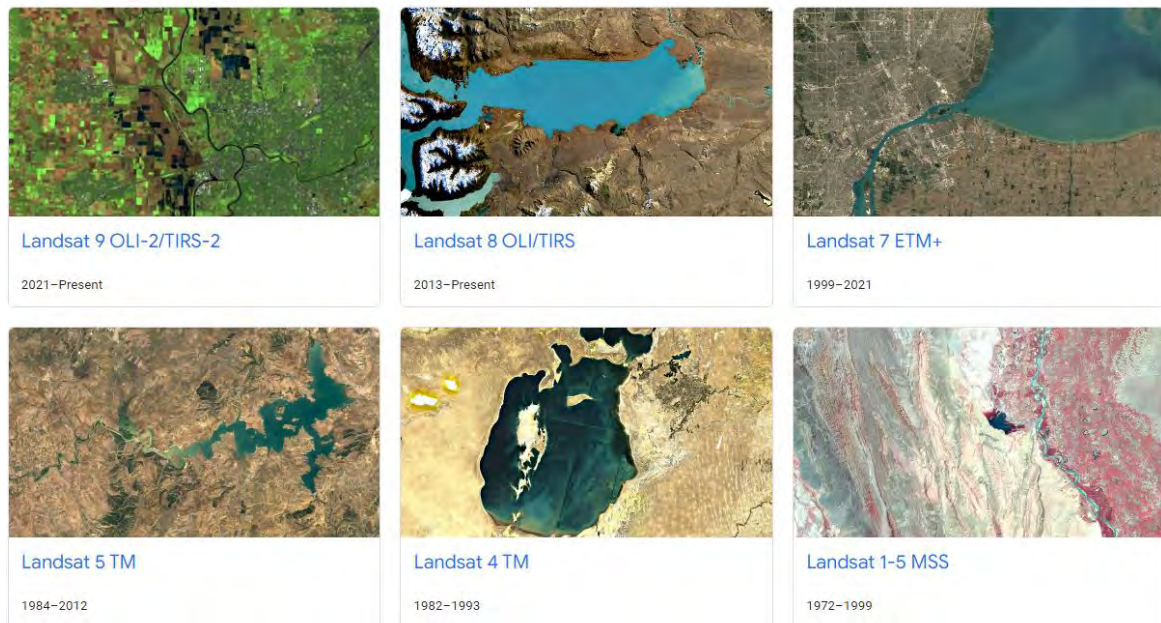 Landsat 9 OLI-2/TIRS-2
2021–Present
Landsat 8 OLI/TIRS
2013–Present
Landsat 7 ETM+
1999–2021
Landsat 5 TM
1984–2012
Landsat 4 TM
1982–1993
Landsat 1-5 MSS
1972–1999